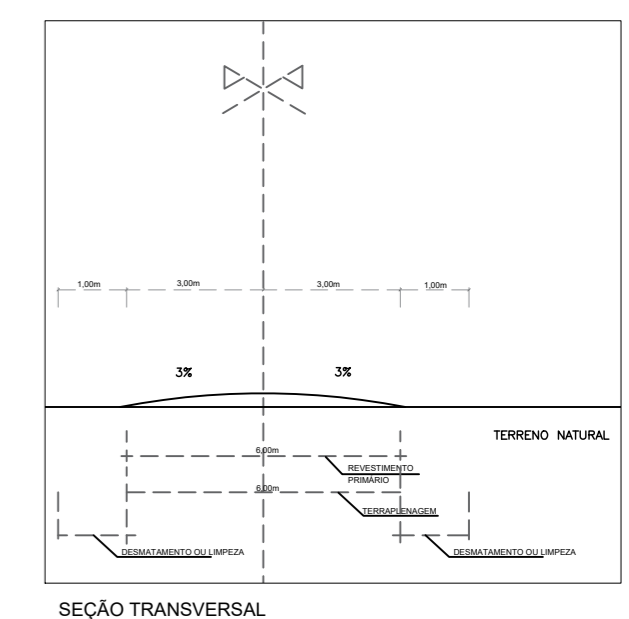 1,00m
3,00m
3,00m
1,00m
3%
3%
TERRENO NATURAL
6,00m
REVESTIMENTO
PRIMÁRIO
6,00m
TERRAPLENAGEM
DESMATAMENTO OU LIMPEZA
DESMATAMENTO OU LIMPEZA
SEÇÃO TRANSVERSAL